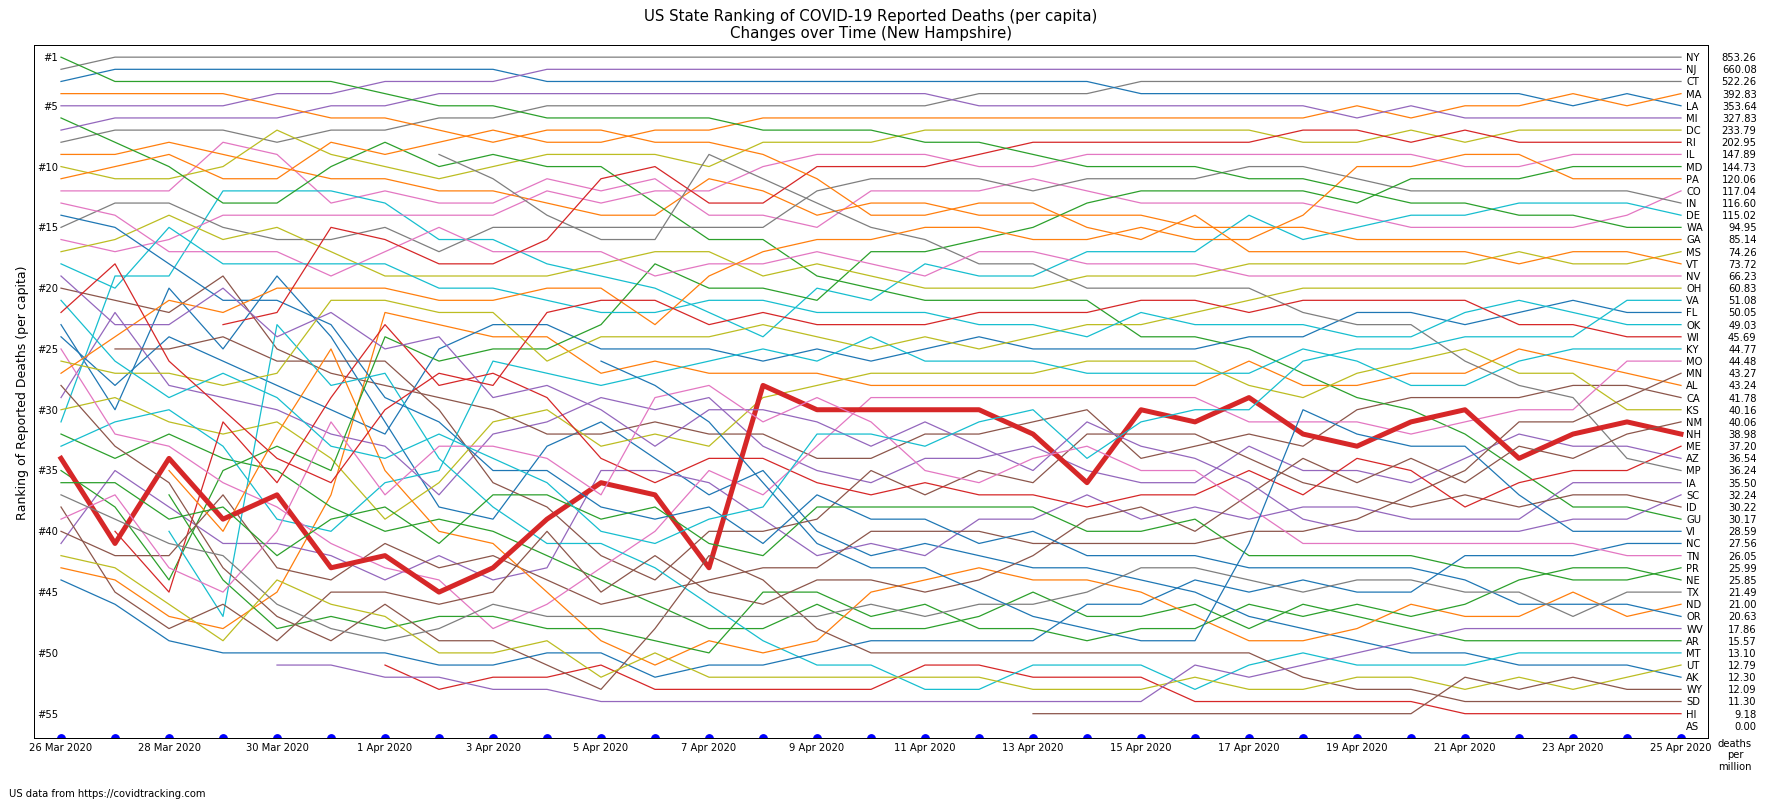 US State Ranking of COVID-19 Reported Deaths (per capita)
Changes over Time (New Hampshire)
Ranking of Reported Deaths (per capita)
#1
#5
#10
#15
#20
#25
#30
#35
#40
#45
#50
#55
NY 853.26
NJ 660.08
CT 522.26
MA 392.83
LA 353.64
MI 327.83
DC 233.79
RI 202.95
IL 147.89
MD 144.73
PA 120.06
CO 117.04
IN 116.60
DE 115.02
WA 94.95
GA 85.14
MS 74.26
VT 73.72
NV 66.23
OH 60.83
VA 51.08
FL 50.05
OK 49.03
WI 45.69
KY 44.77
MO 44.48
MN 43.27
AL 43.24
CA 41.78
KS 40.16
NM 40.06
NH 38.98
ME 37.20
AZ 36.54
MP 36.24
IA 35.50
SC 32.24
ID 30.22
GU 30.17
VI 28.59
NC 27.56
TN 26.05
PR 25.99
NE 25.85
TX 21.49
ND 21.00
OR 20.63
WV 17.86
AR 15.57
MT 13.10
UT 12.79
AK 12.30
WY 12.09
SD 11.30
HI 9.18
AS 0.00
26 Mar 2020 28 Mar 2020 30 Mar 2020 1 Apr 2020 3 Apr 2020 5 Apr 2020 7 Apr 2020 9 Apr 2020 11 Apr 2020 13 Apr 2020 15 Apr 2020 17 Apr 2020 19 Apr 2020 21 Apr 2020 23 Apr 2020 25 Apr 2020
deaths
per
million
US data from https://covidtracking.com